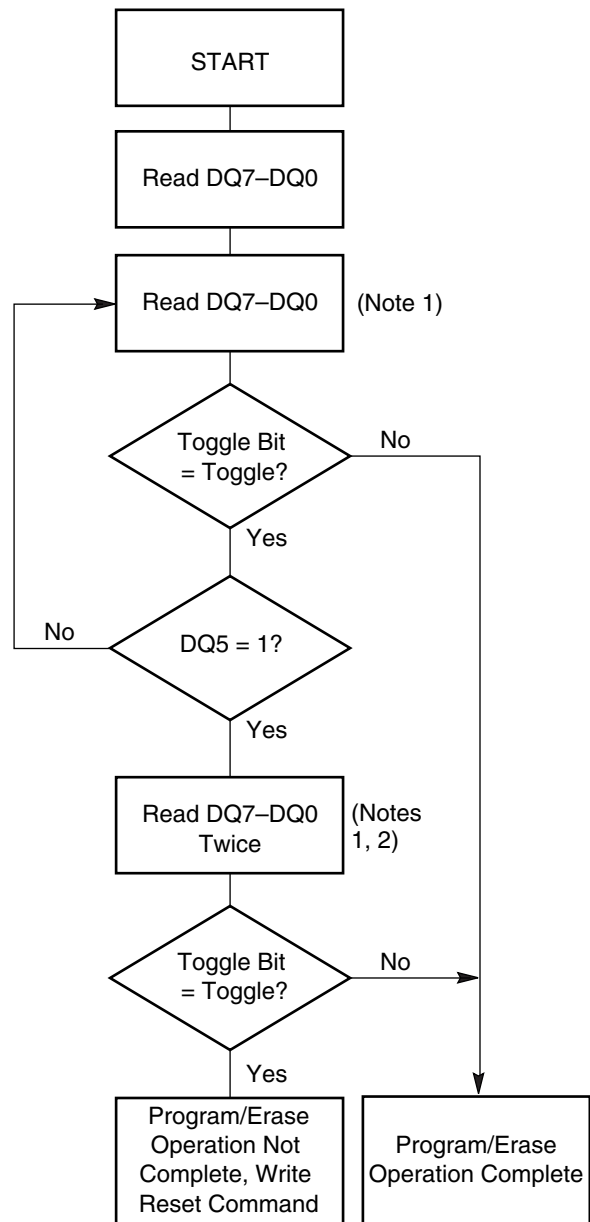 START
Read DQ7–DQ0
Read DQ7–DQ0
(Note 1)
Toggle Bit
= Toggle?
No
Yes
No
DQ5 = 1?
Yes
Read DQ7–DQ0
Twice
(Notes
1, 2)
Toggle Bit
= Toggle?
No
Yes
Program/Erase
Operation Not
Complete, Write
Reset Command
Program/Erase
Operation Complete